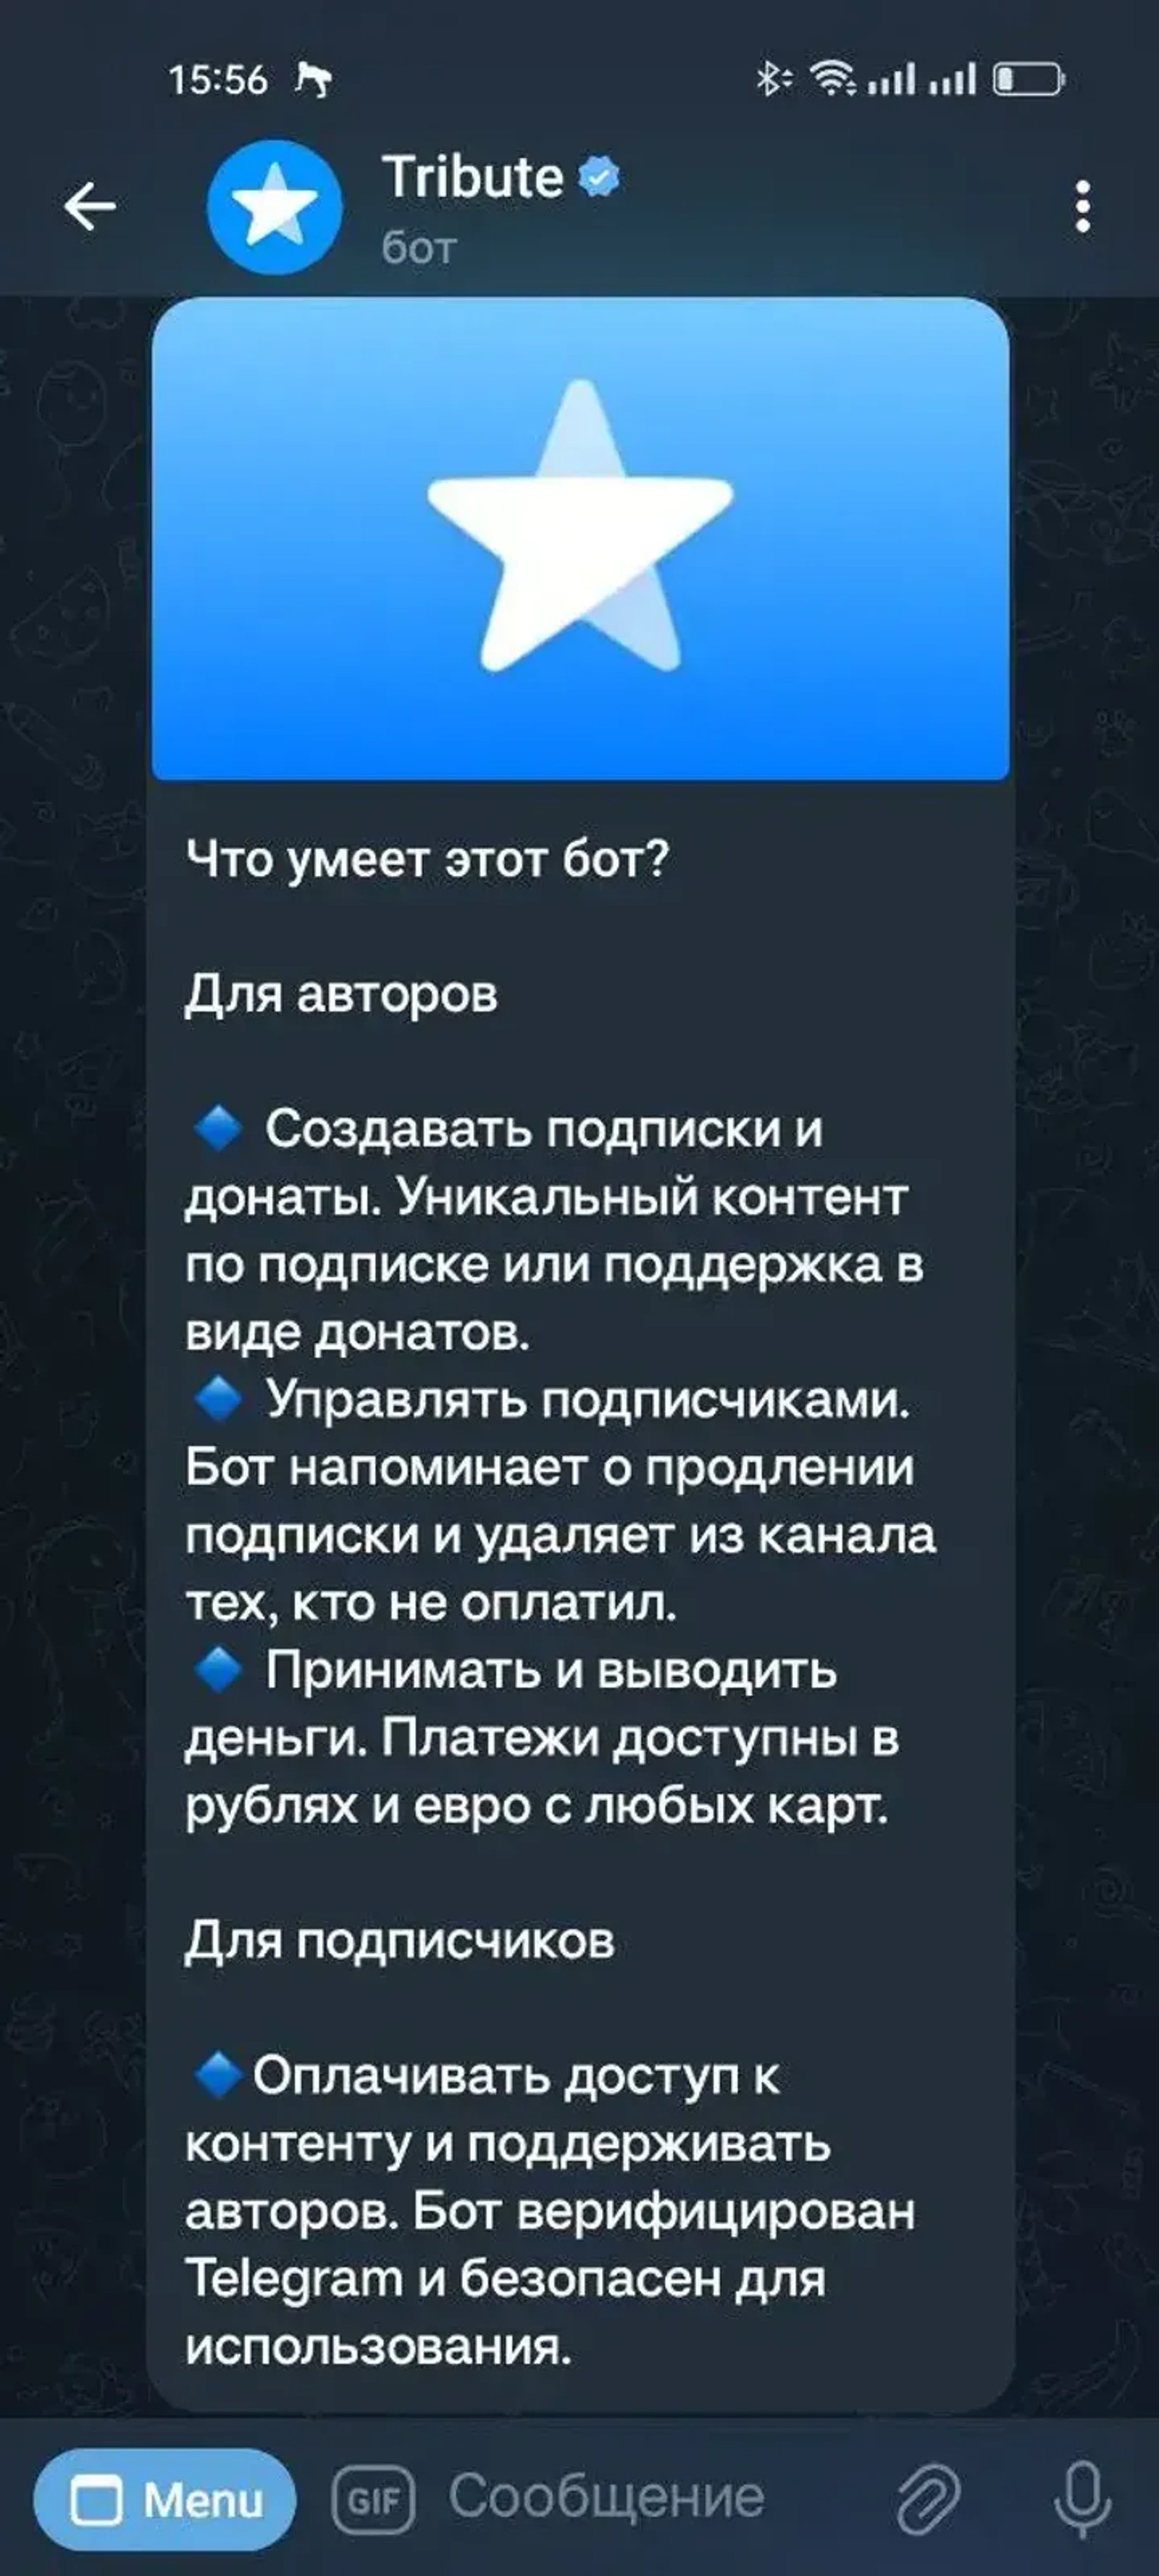 15:56
Tribute
бот
Что умеет этот бот?
Для авторов
🔹 Создавать подписки и
донаты. Уникальный контент
по подписке или поддержка в
виде донатов.
🔹 Управлять подписчиками.
Бот напоминает о продлении
подписки и удаляет из канала
тех, кто не оплатил.
🔹 Принимать и выводить
деньги. Платежи доступны в
рублях и евро с любых карт.
Для подписчиков
🔹Оплачивать доступ к
контенту и поддерживать
авторов. Бот верифицирован
Telegram и безопасен для
использования.
Menu GIF Сообщение